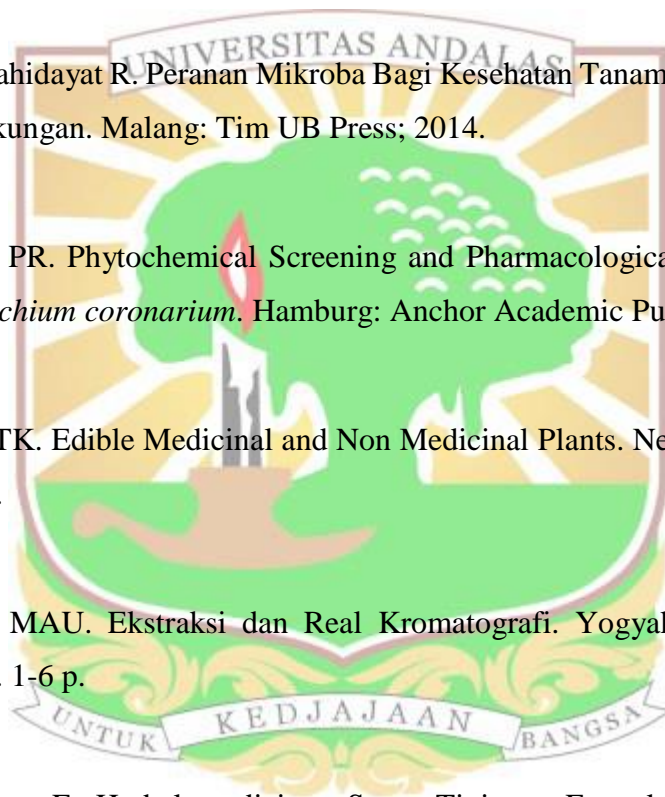 UNIVERSITAS ANDALAS
ahidayat R. Peranan Mikroba Bagi Kesehatan Tanam
kungan. Malang: Tim UB Press; 2014.
PR. Phytochemical Screening and Pharmacologica
chium coronarium. Hamburg: Anchor Academic Pu
TK. Edible Medicinal and Non Medicinal Plants. Ne
MAU. Ekstraksi dan Real Kromatografi. Yogyal
. 1-6 p.
UNTUK KEDJAJAAN BANGSA